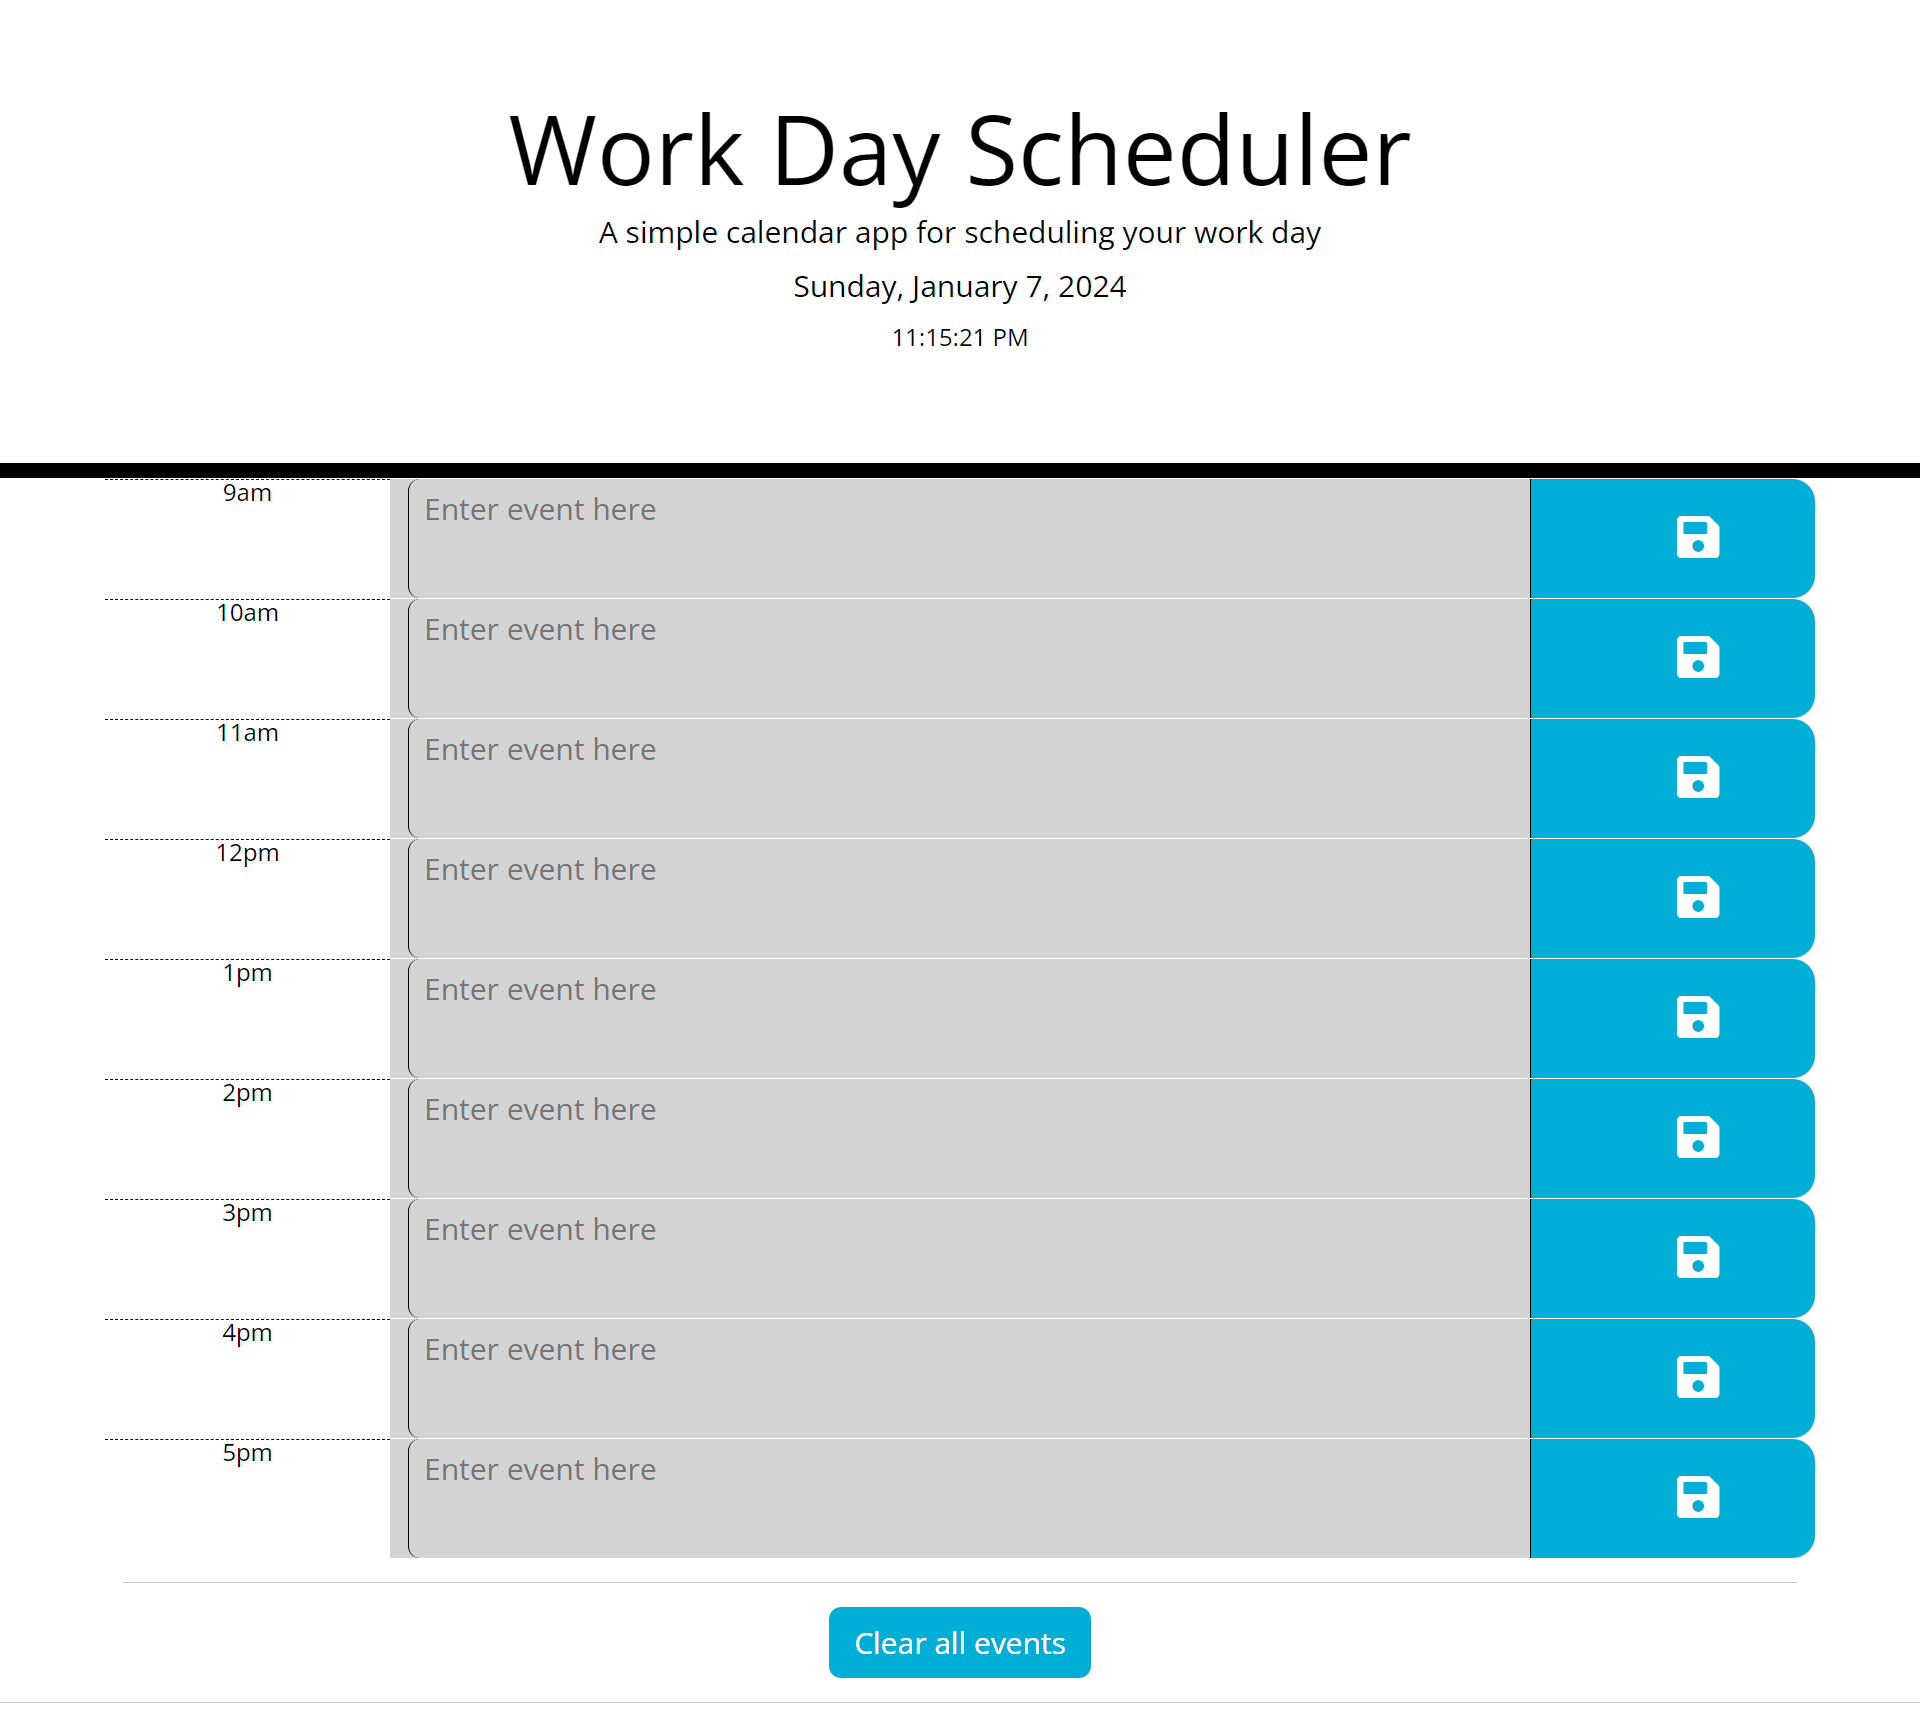 Work Day Scheduler
A simple calendar app for scheduling your work day
Sunday, January 7, 2024
11:15:21 PM
9am
Enter event here
10am
Enter event here
11am
Enter event here
12pm
Enter event here
1pm
Enter event here
2pm
Enter event here
3pm
Enter event here
4pm
Enter event here
5pm
Enter event here
Clear all events